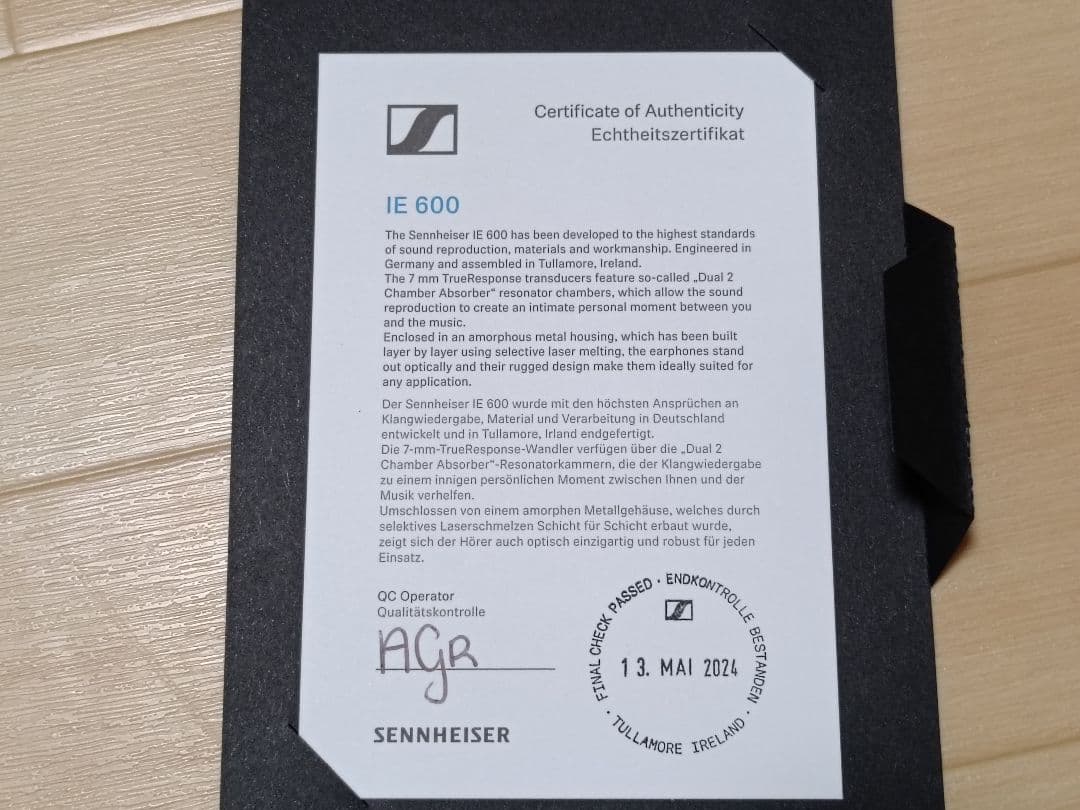 Certificate of Authenticity
Echtheitszertifikat
IE 600
The Sennheiser IE 600 has been developed to the highest standards
of sound reproduction, materials and workmanship. Engineered in
Germany and assembled in Tullamore, Ireland.
The 7 mm TrueResponse transducers feature so-called „Dual 2
Chamber Absorber“ resonator chambers, which allow the sound
reproduction to create an intimate personal moment between you
and the music.
Enclosed in an amorphous metal housing, which has been built
layer by layer using selective laser melting, the earphones stand
out optically and their rugged design make them ideally suited for
any application.
Der Sennheiser IE 600 wurde mit den höchsten Ansprüchen an
Klangwiedergabe, Material und Verarbeitung in Deutschland
entwickelt und in Tullamore, Irland endgefertigt.
Die 7-mm-TrueResponse-Wandler verfügen über die „Dual 2
Chamber Absorber“-Resonatorkammern, die der Klangwiedergabe
zu einem innigen persönlichen Moment zwischen Ihnen und der
Musik verhelfen.
Umschlossen von einem amorphen Metallgehäuse, welches durch
selektives Laserschmelzen Schicht für Schicht erbaut wurde,
zeigt sich der Hörer auch optisch einzigartig und robust für jeden
Einsatz.
QC Operator
Qualitätskontrolle
AGR
SENNHEISER
· FINAL CHECK PASSED · ENDKONTROLLE BESTANDEN ·
13. MAI 2024
TULLAMORE IRELAND